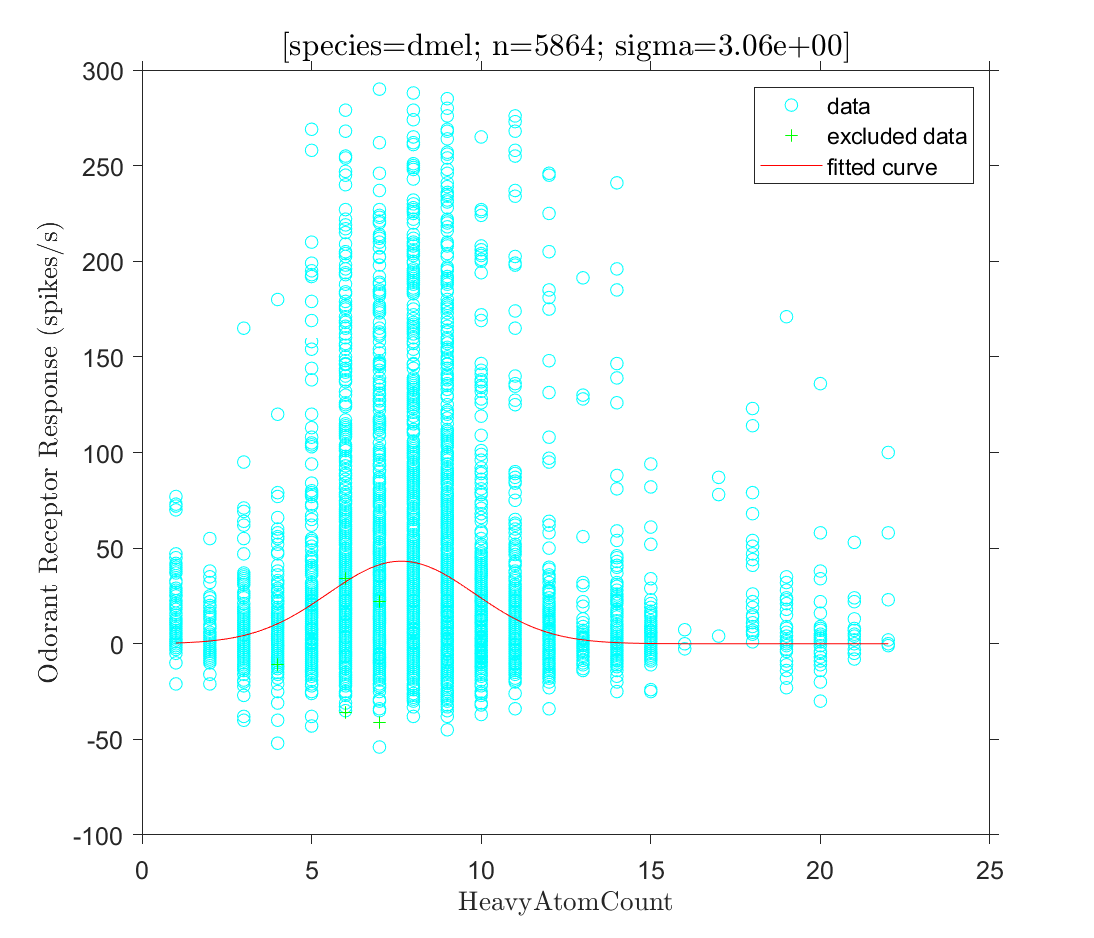 [species=dmel; n=5864; sigma=3.06e+00]
300
250
200
150
100
50
0
-50
-100
Odorant Receptor Response (spikes/s)
data
excluded data
fitted curve
0
5
10
15
20
25
HeavyAtomCount